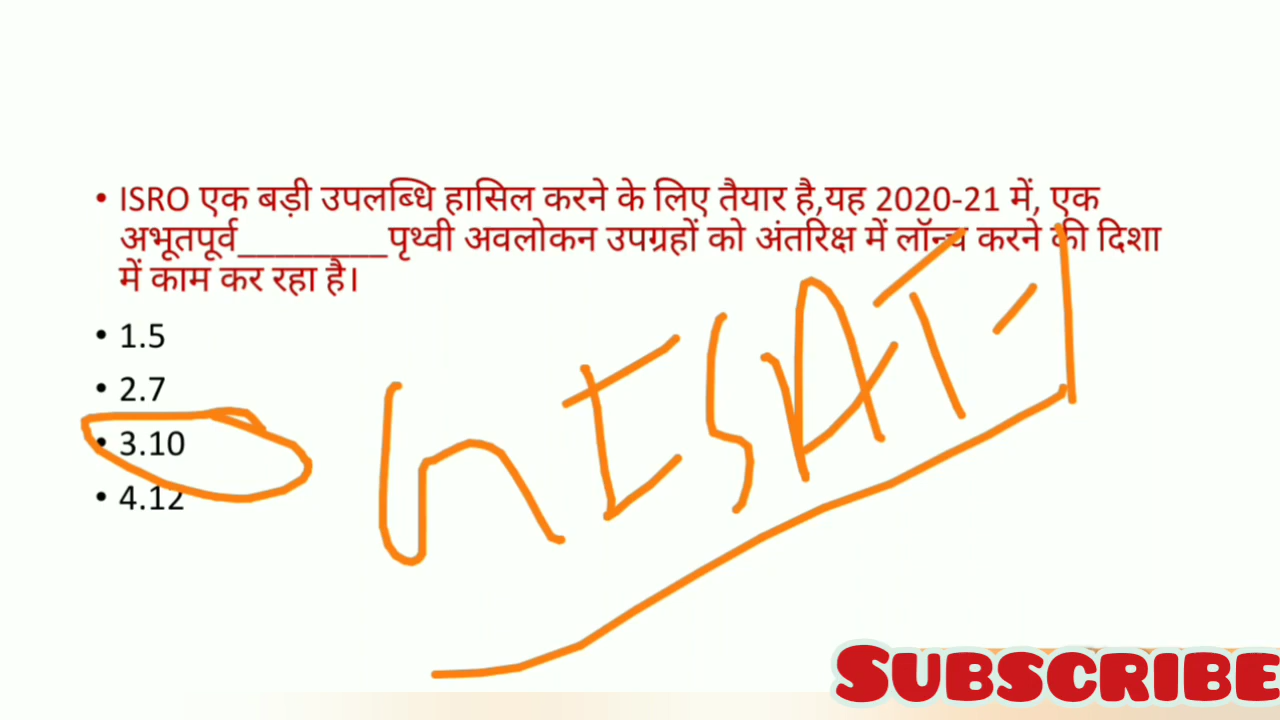 • ISRO एक बड़ी उपलब्धि हासिल करने के लिए तैयार है,यह 2020-21 में, एक
अभूतपूर्व________पृथ्वी अवलोकन उपग्रहों को अंतरिक्ष में लॉन्च करने की दिशा
में काम कर रहा है।
• 1.5
• 2.7
• 3.10
• 4.12
GISAT-1
SUBSCRIBE